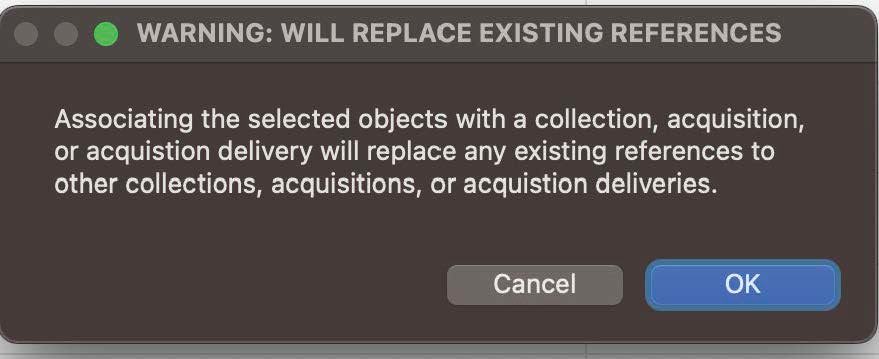 WARNING: WILL REPLACE EXISTING REFERENCES
Associating the selected objects with a collection, acquisition,
or acquistion delivery will replace any existing references to
other collections, acquisitions, or acquistion deliveries.
Cancel
OK